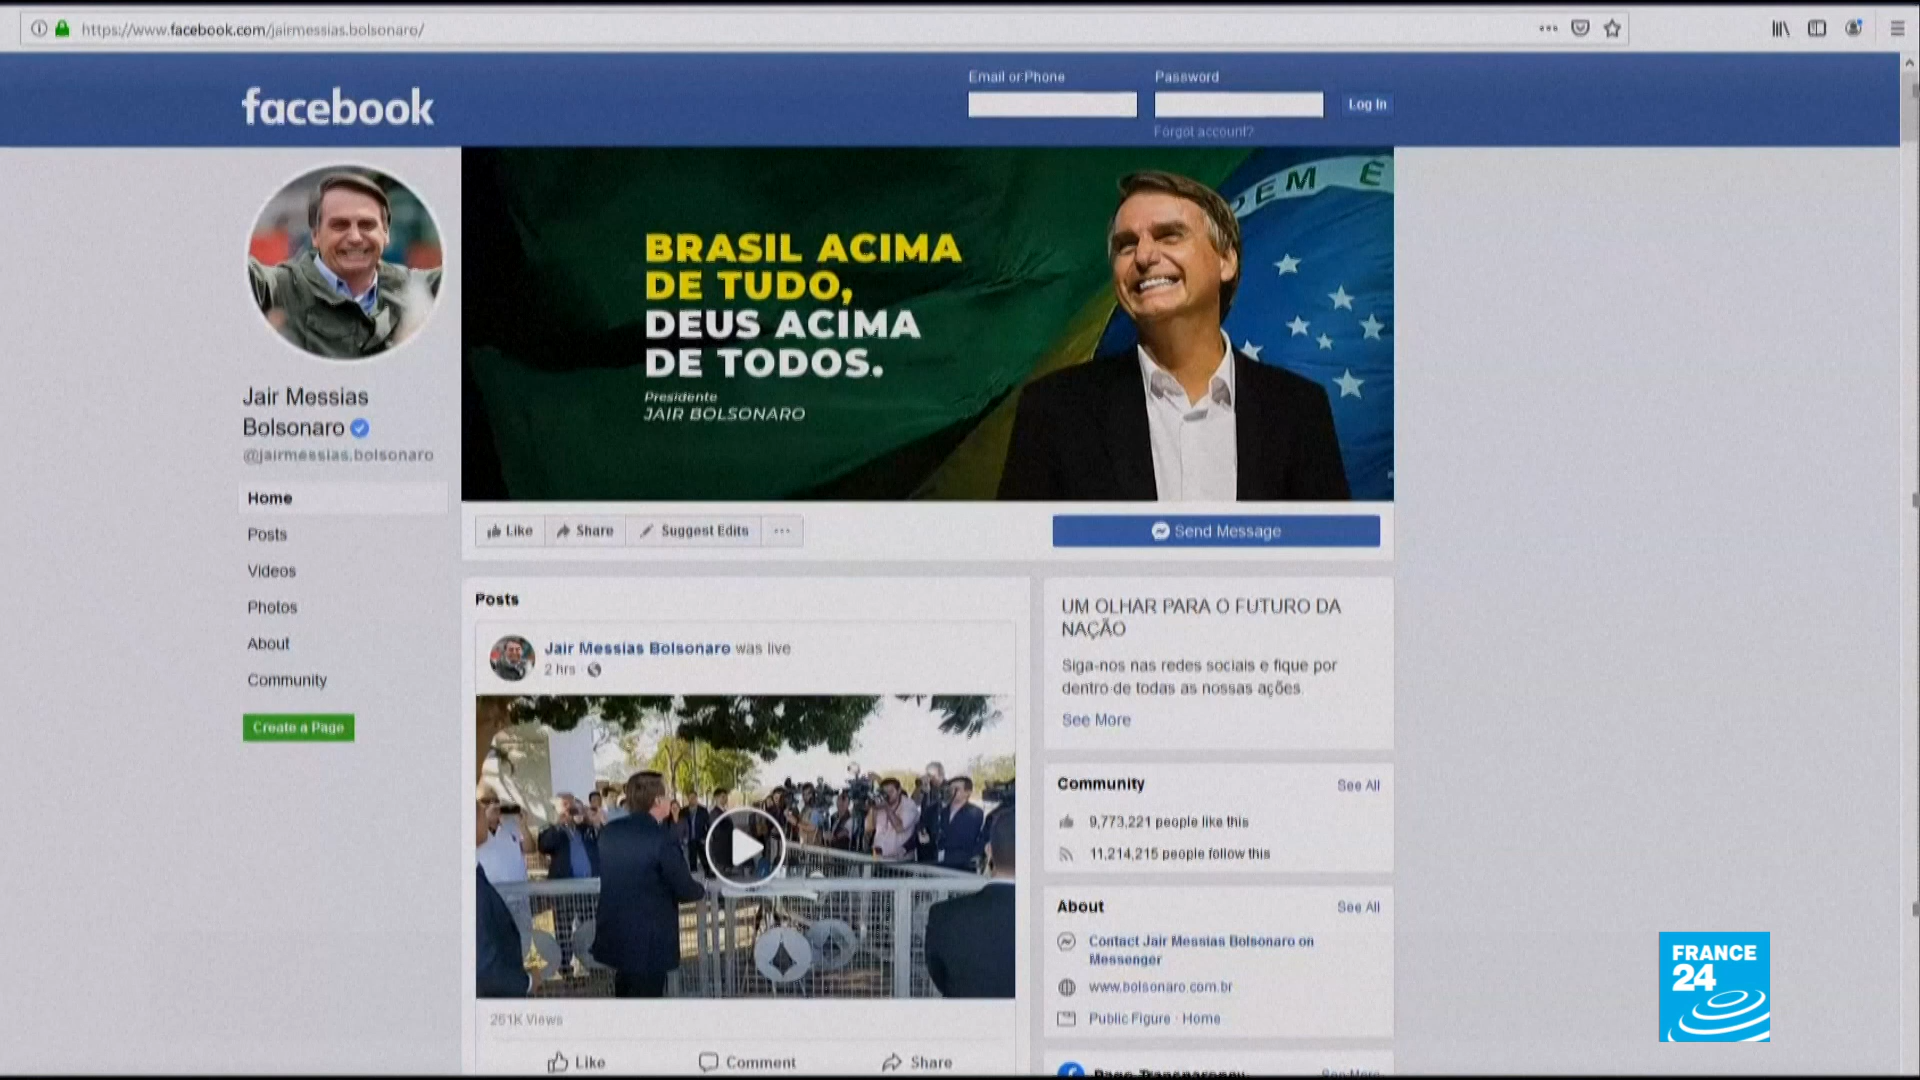 https://www.facebook.com/jairmessias.bolsonaro/
facebook
Email or Phone
Password
Log In
Forgot account?
Jair Messias
Bolsonaro
@jairmessias.bolsonaro
Home
Posts
Videos
Photos
About
Community
Create a Page
BRASIL ACIMA
DE TUDO,
DEUS ACIMA
DE TODOS.
Presidente
JAIR BOLSONARO
DEM E
Like
Share
Suggest Edits
Send Message
Posts
Jair Messias Bolsonaro was live
2 hrs
261K Views
Like
Comment
Share
UM OLHAR PARA O FUTURO DA
NAÇÃO
Siga-nos nas redes sociais e fique por
dentro de todas as nossas ações.
See More
Community
See All
9,773,221 people like this
11,214,215 people follow this
About
See All
Contact Jair Messias Bolsonaro on
Messenger
www.bolsonaro.com.br
Public Figure · Home
FRANCE
24